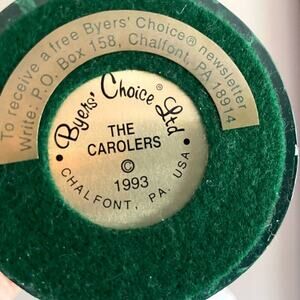 To receive a free Byers' Choice® newsletter
Write: P.O. Box 158, Chalfont, PA 18914
Byers' Choice® Ltd
THE
CAROLERS
©
1993
• CHALFONT, PA. USA •